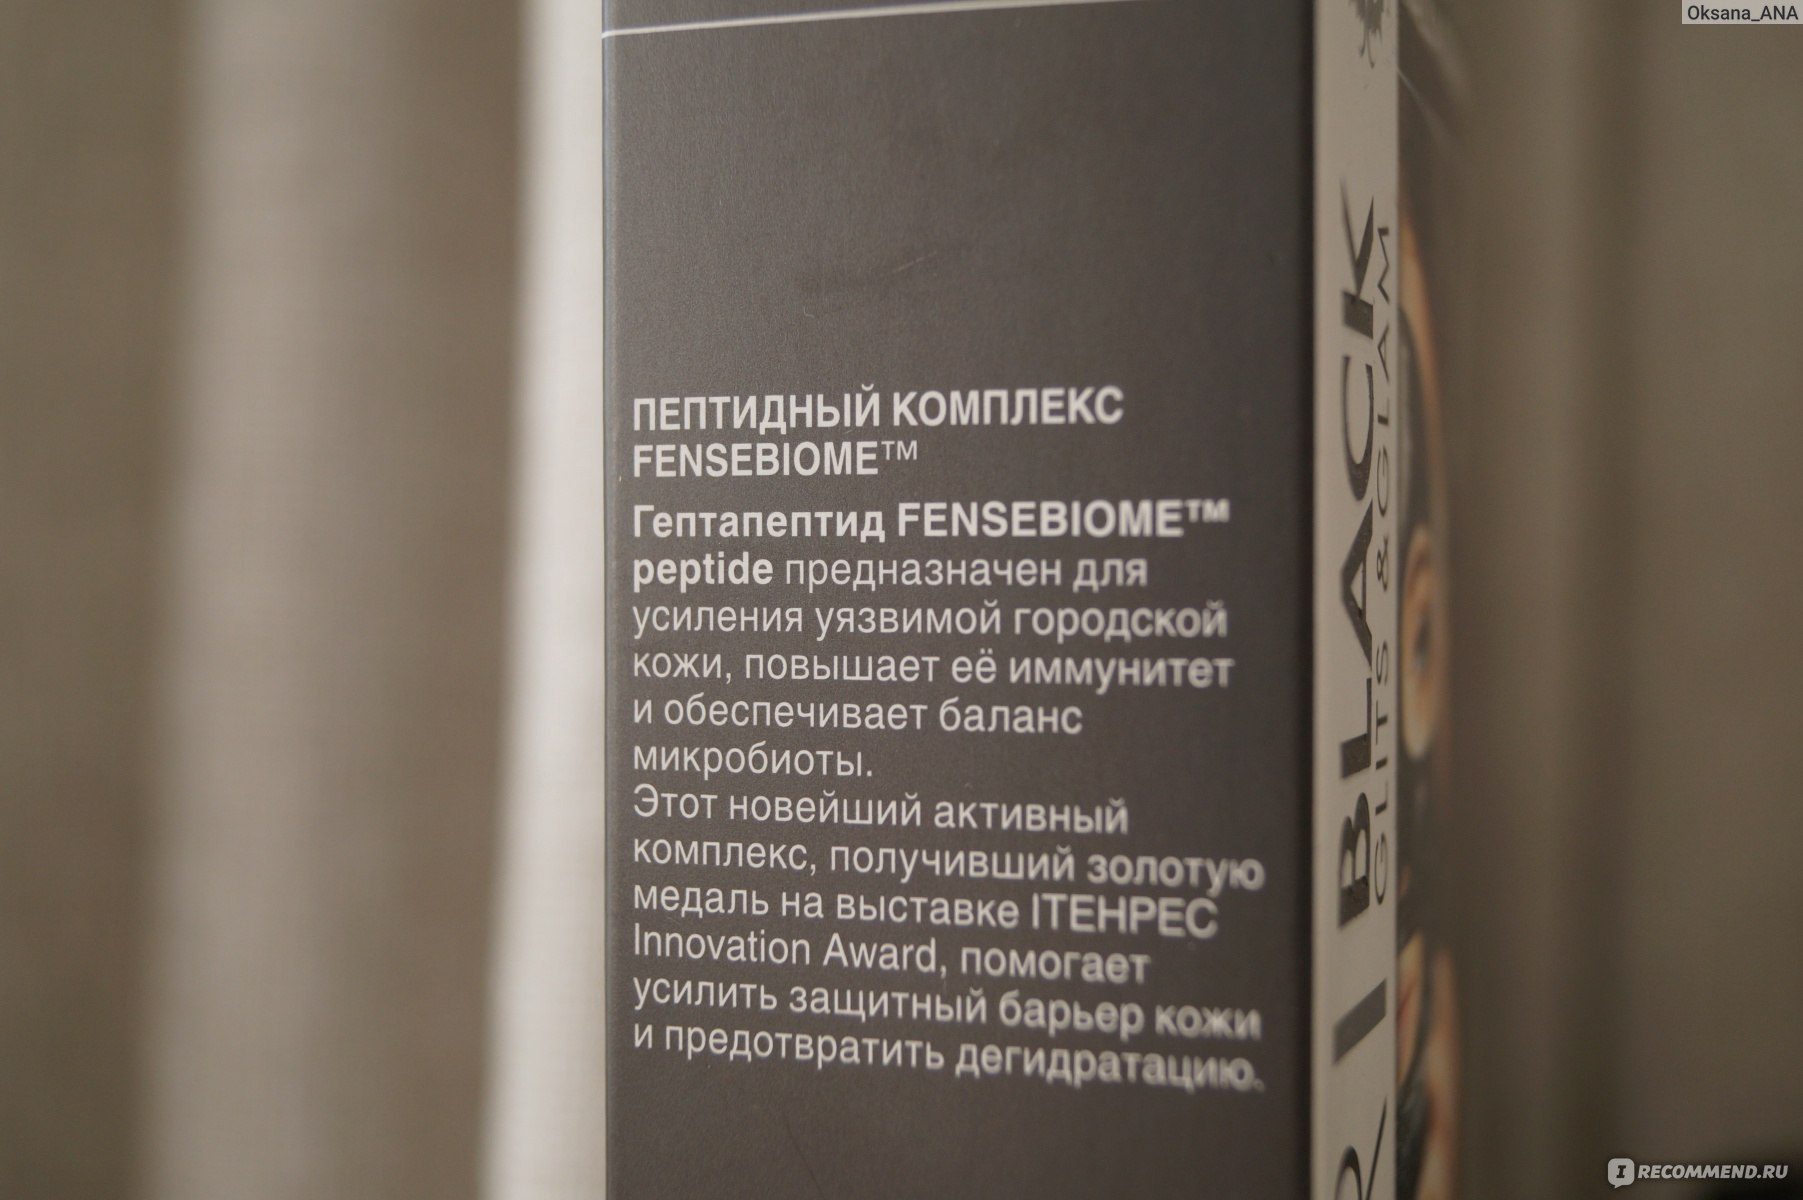 Oksana_ANA
ПЕПТИДНЫЙ КОМПЛЕКС
FENSEBIOME™
Гептапептид FENSEBIOME™
peptide предназначен для
усиления уязвимой городской
кожи, повышает её иммунитет
и обеспечивает баланс
микробиоты.
Этот новейший активный
комплекс, получивший золотую
медаль на выставке ITEHPEC
Innovation Award, помогает
усилить защитный барьер кожи
и предотвратить дегидратацию.
BLACK
GLITS & GLAM
IRECOMMEND.RU